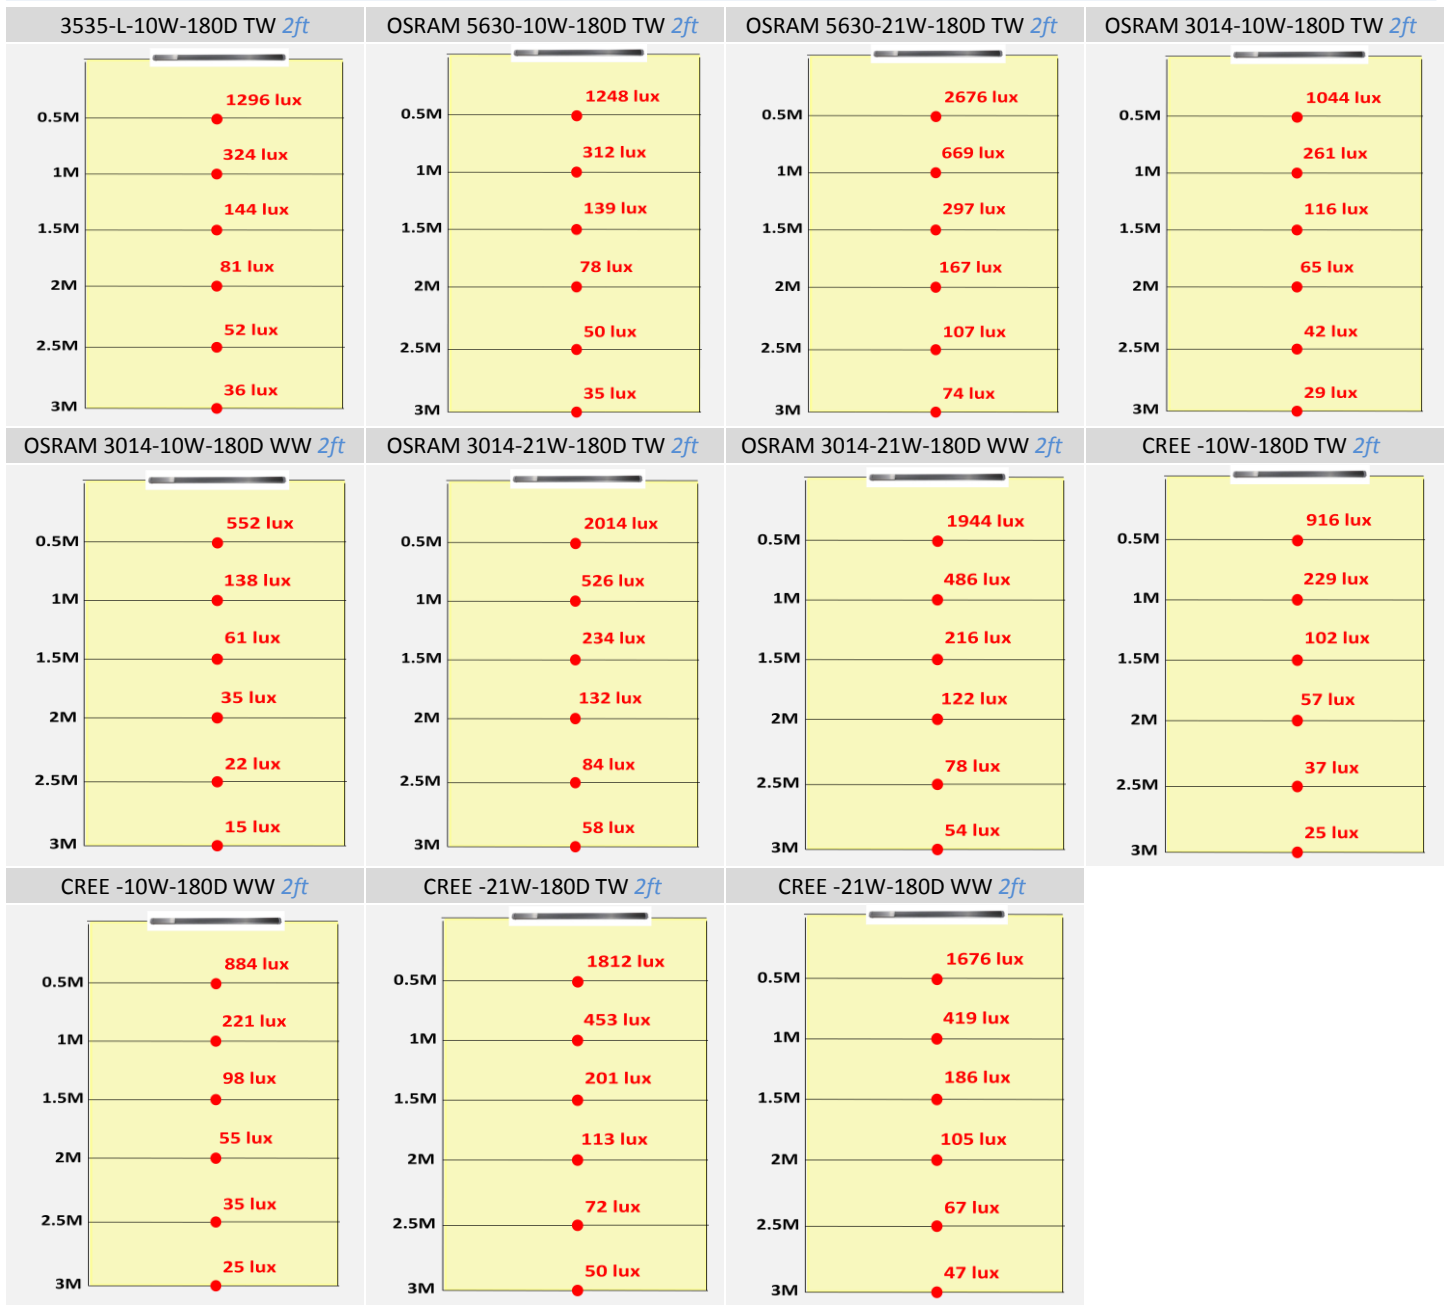 3535-L-10W-180D TW 2ft
1296 lux
0.5M
324 lux
1M
144 lux
1.5M
81 lux
2M
52 lux
2.5M
36 lux
3M
OSRAM 5630-10W-180D TW 2ft
1248 lux
0.5M
312 lux
1M
139 lux
1.5M
78 lux
2M
50 lux
2.5M
35 lux
3M
OSRAM 5630-21W-180D TW 2ft
2676 lux
0.5M
669 lux
1M
297 lux
1.5M
167 lux
2M
107 lux
2.5M
74 lux
3M
OSRAM 3014-10W-180D TW 2ft
1044 lux
0.5M
261 lux
1M
116 lux
1.5M
65 lux
2M
42 lux
2.5M
29 lux
3M
OSRAM 3014-10W-180D WW 2ft
552 lux
0.5M
138 lux
1M
61 lux
1.5M
35 lux
2M
22 lux
2.5M
15 lux
3M
OSRAM 3014-21W-180D TW 2ft
2014 lux
0.5M
526 lux
1M
234 lux
1.5M
132 lux
2M
84 lux
2.5M
58 lux
3M
OSRAM 3014-21W-180D WW 2ft
1944 lux
0.5M
486 lux
1M
216 lux
1.5M
122 lux
2M
78 lux
2.5M
54 lux
3M
CREE -10W-180D TW 2ft
916 lux
0.5M
229 lux
1M
102 lux
1.5M
57 lux
2M
37 lux
2.5M
25 lux
3M
CREE -10W-180D WW 2ft
884 lux
0.5M
221 lux
1M
98 lux
1.5M
55 lux
2M
35 lux
2.5M
25 lux
3M
CREE -21W-180D TW 2ft
1812 lux
0.5M
453 lux
1M
201 lux
1.5M
113 lux
2M
72 lux
2.5M
50 lux
3M
CREE -21W-180D WW 2ft
1676 lux
0.5M
419 lux
1M
186 lux
1.5M
105 lux
2M
67 lux
2.5M
47 lux
3M